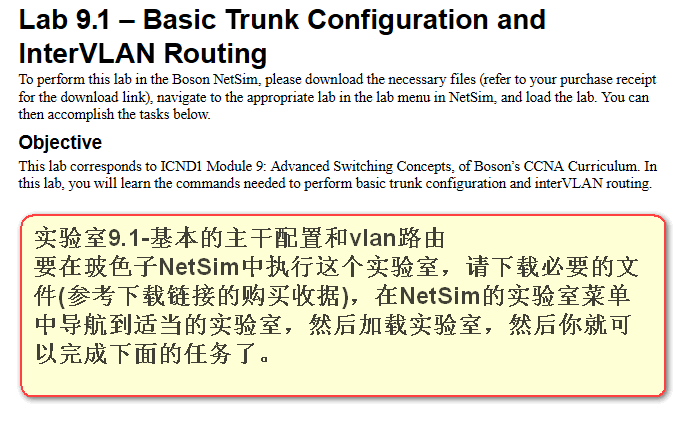 Lab 9.1 – Basic Trunk Configuration and
InterVLAN Routing
To perform this lab in the Boson NetSim, please download the necessary files (refer to your purchase receipt
for the download link), navigate to the appropriate lab in the lab menu in NetSim, and load the lab. You can
then accomplish the tasks below.
Objective
This lab corresponds to ICND1 Module 9: Advanced Switching Concepts, of Boson’s CCNA Curriculum. In
this lab, you will learn the commands needed to perform basic trunk configuration and interVLAN routing.
实验室9.1-基本的主干配置和vlan路由
要在玻色子NetSim中执行这个实验室，请下载必要的文
件(参考下载链接的购买收据)，在NetSim的实验室菜单
中导航到适当的实验室，然后加载实验室，然后你就可
以完成下面的任务了。